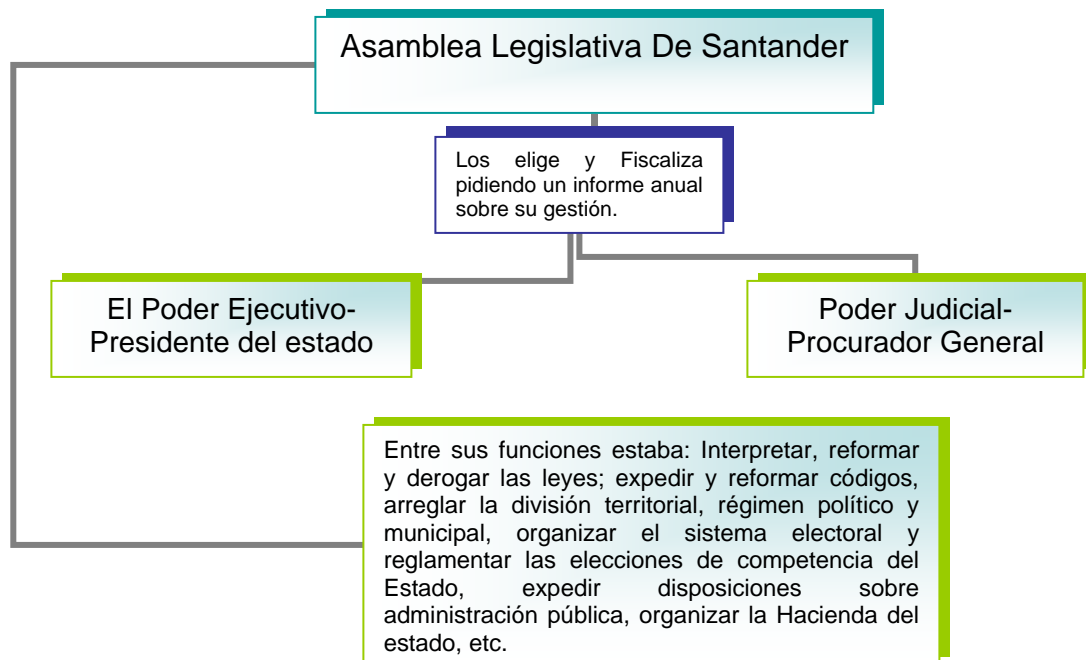 Asamblea Legislativa De Santander
Los elige y Fiscaliza
pidiendo un informe anual
sobre su gestión.
El Poder Ejecutivo-
Presidente del estado
Poder Judicial-
Procurador General
Entre sus funciones estaba: Interpretar, reformar
y derogar las leyes; expedir y reformar códigos,
arreglar la división territorial, régimen político y
municipal, organizar el sistema electoral y
reglamentar las elecciones de competencia del
Estado, expedir disposiciones sobre
administración pública, organizar la Hacienda del
estado, etc.